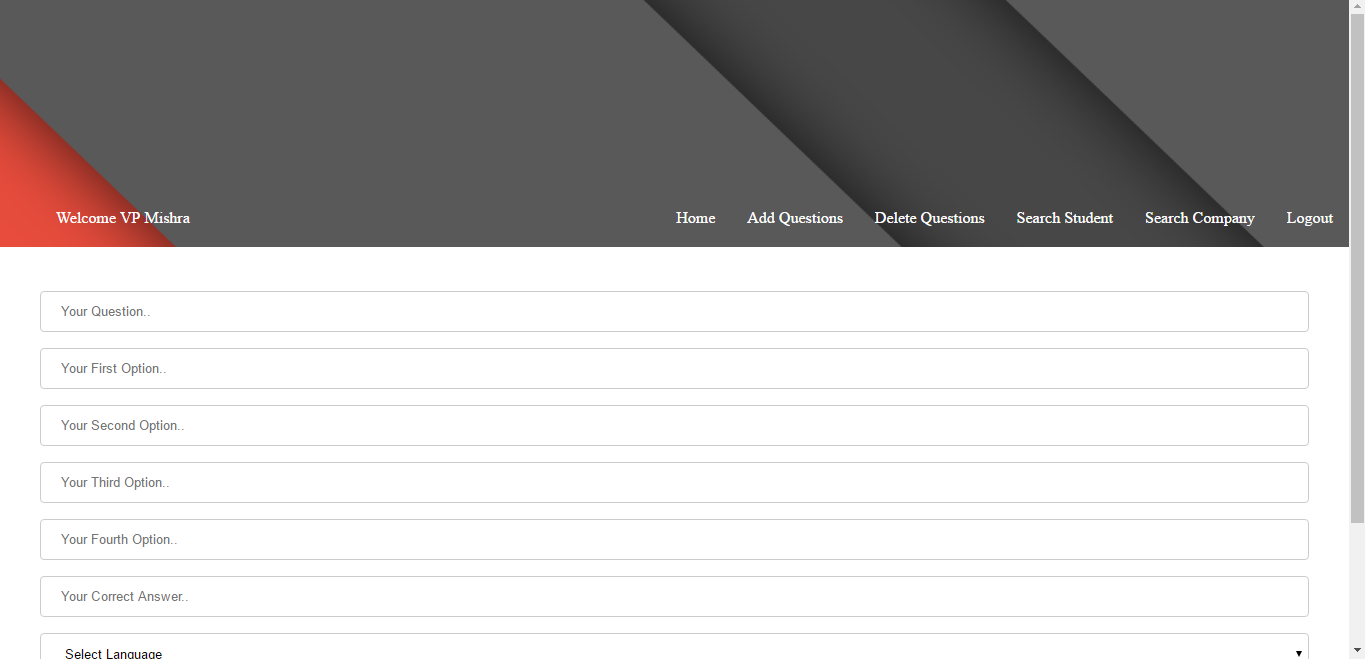 Welcome VP Mishra Home Add Questions Delete Questions Search Student Search Company Logout
Your Question..
Your First Option..
Your Second Option..
Your Third Option..
Your Fourth Option..
Your Correct Answer..
Select Language